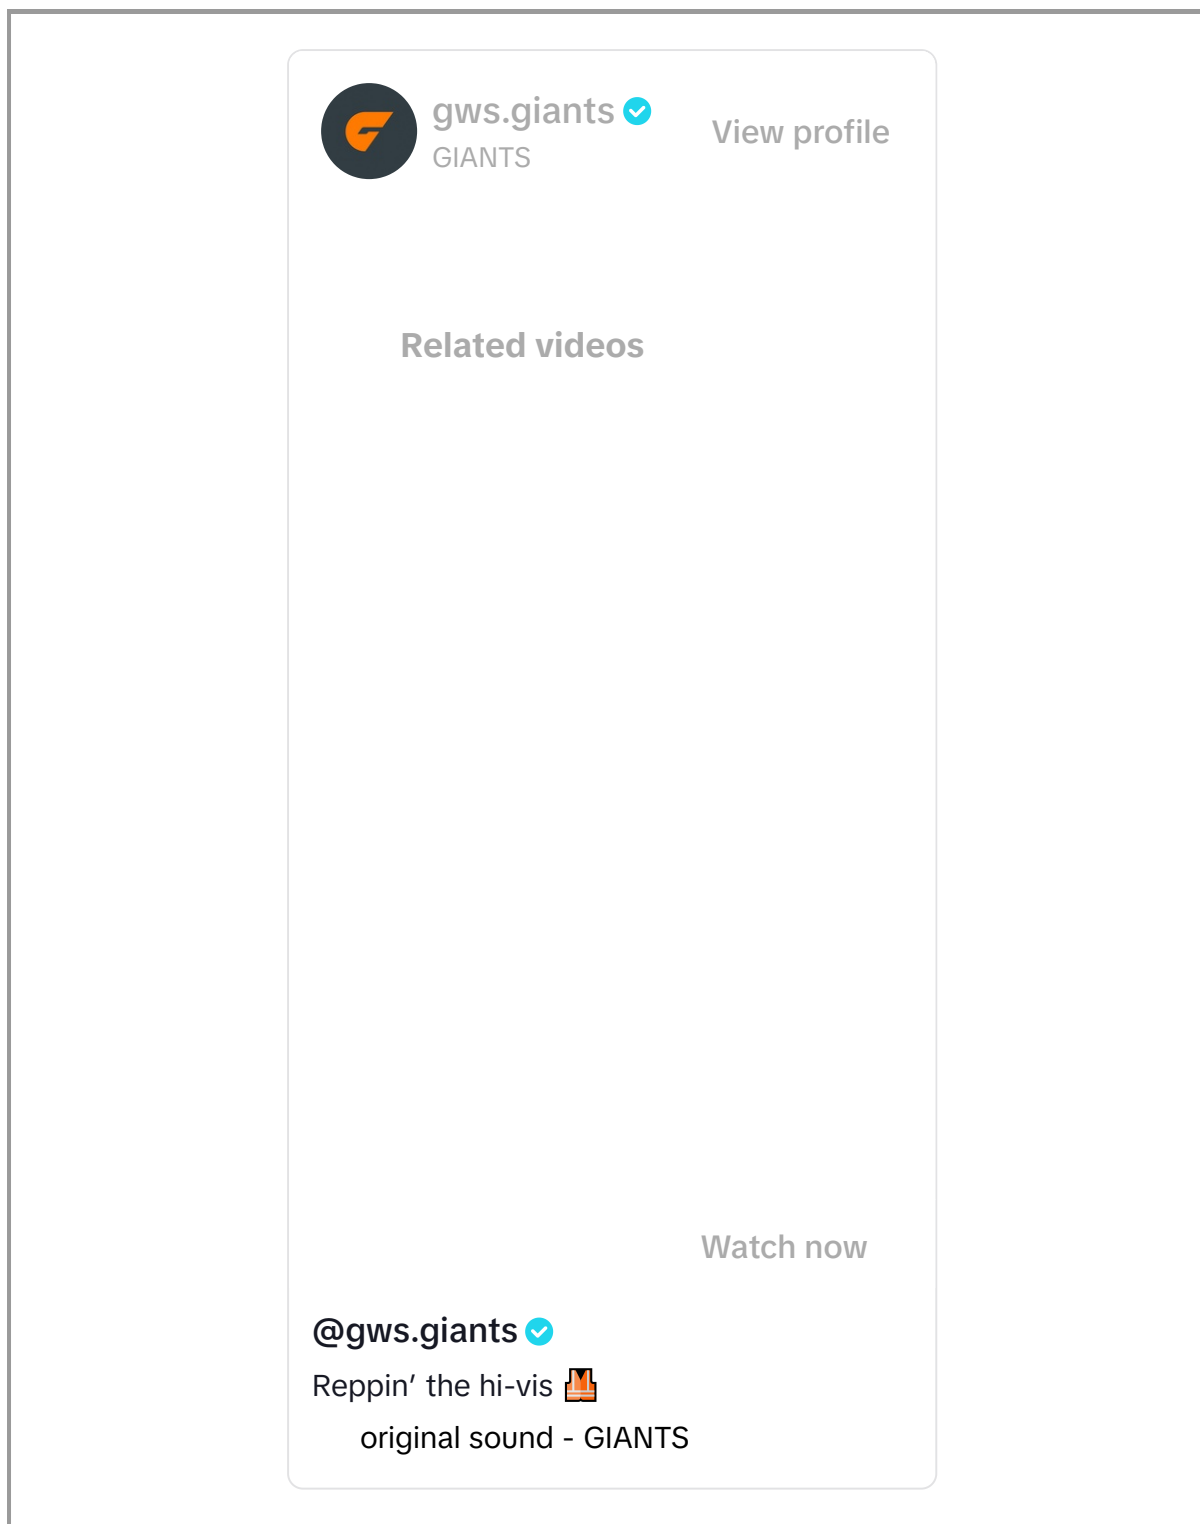 gws.giants
GIANTS
View profile
Related videos
Watch now
@gws.giants
Reppin’ the hi-vis 🦺
original sound - GIANTS